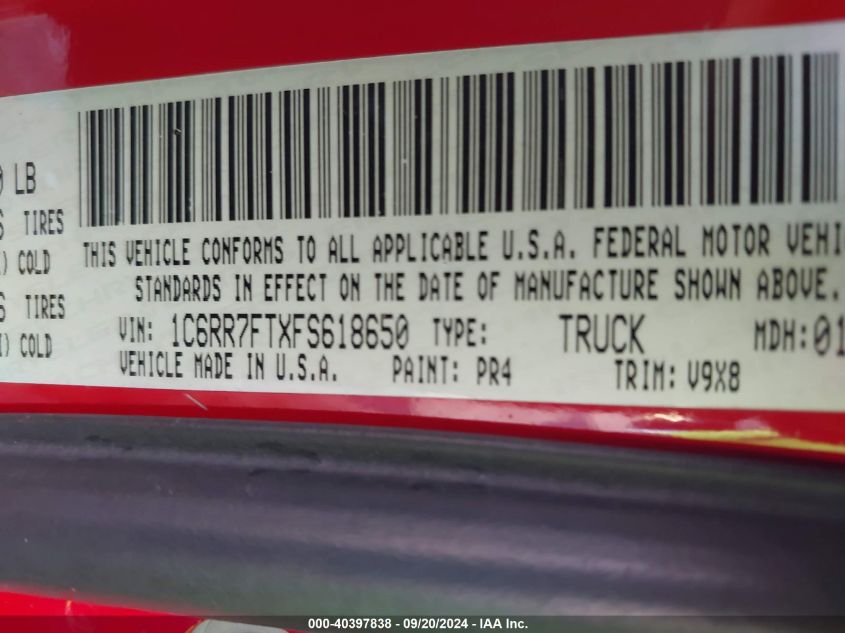 0 LB
TIRES
) COLD
TIRES
I) COLD
THIS VEHICLE CONFORMS TO ALL APPLICABLE U.S.A. FEDERAL MOTOR VEHI
STANDARDS IN EFFECT ON THE DATE OF MANUFACTURE SHOWN ABOVE.
VIN: 1C6RR7FTXFS618650 TYPE: TRUCK MDH:01
VEHICLE MADE IN U.S.A. PAINT: PR4 TRIM: V9X8
000-40397838 - 09/20/2024 - IAA Inc.